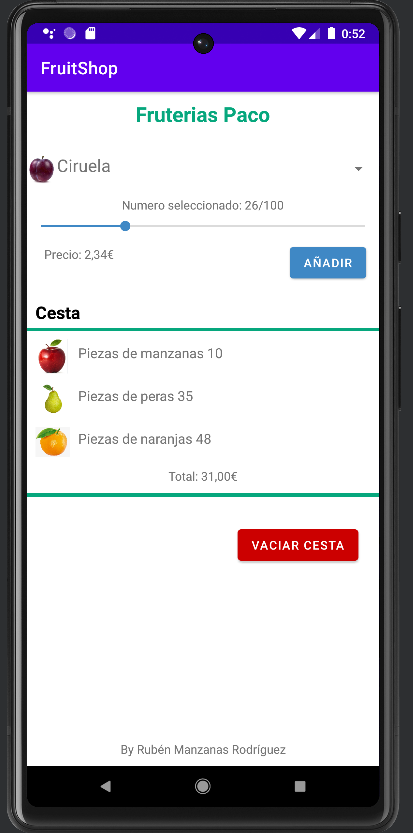 0:52
FruitShop
Fruterias Paco
Ciruela
Numero seleccionado: 26/100
Precio: 2,34€
AÑADIR
Cesta
Piezas de manzanas 10
Piezas de peras 35
Piezas de naranjas 48
Total: 31,00€
VACIAR CESTA
By Rubén Manzanas Rodríguez